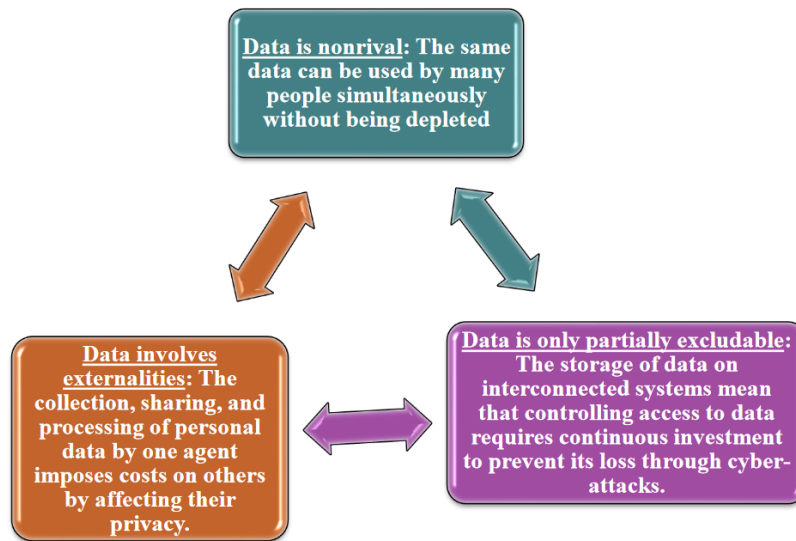 Data is nonrival: The same
data can be used by many
people simultaneously
without being depleted
Data involves
externalities: The
collection, sharing, and
processing of personal
data by one agent
imposes costs on others
by affecting their
privacy.
Data is only partially excludable:
The storage of data on
interconnected systems mean
that controlling access to data
requires continuous investment
to prevent its loss through cyber-
attacks.